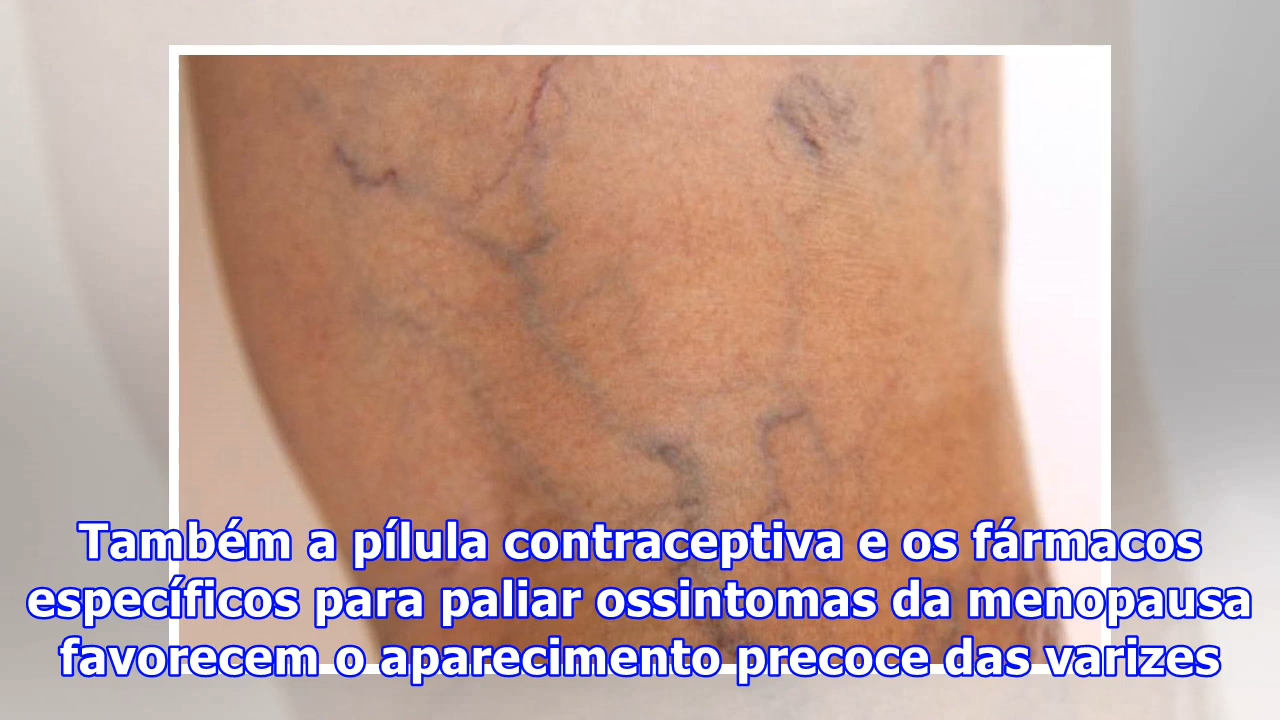 Também a pílula contraceptiva e os fármacos
específicos para paliar ossintomas da menopausa
favorecem o aparecimento precoce das varizes